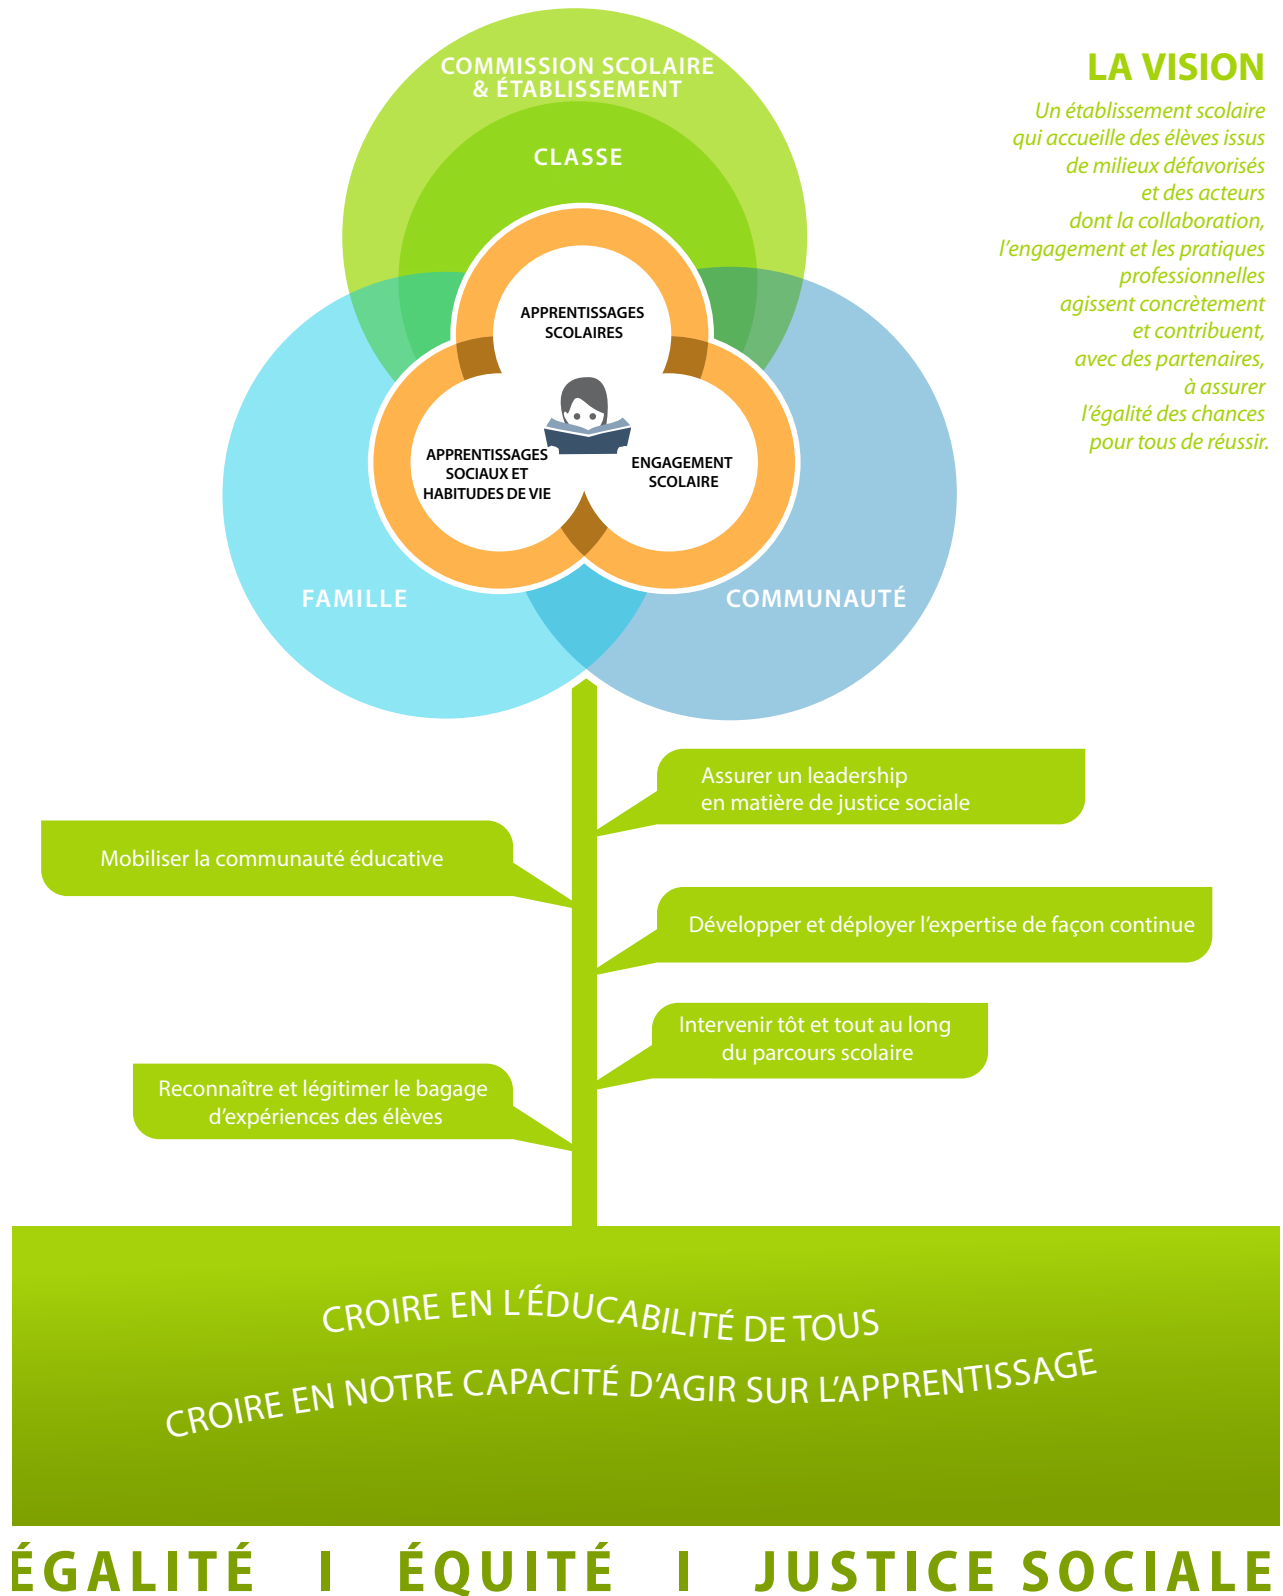 COMMISSION SCOLAIRE
& ÉTABLISSEMENT
CLASSE
APPRENTISSAGES
SCOLAIRES
APPRENTISSAGES
SOCIAUX ET
HABITUDES DE VIE
ENGAGEMENT
SCOLAIRE
FAMILLE
COMMUNAUTÉ
LA VISION
Un établissement scolaire
qui accueille des élèves issus
de milieux défavorisés
et des acteurs
dont la collaboration,
l’engagement et les pratiques
professionnelles
agissent concrètement
et contribuent,
avec des partenaires,
à assurer
l’égalité des chances
pour tous de réussir.
Assurer un leadership
en matière de justice sociale
Mobiliser la communauté éducative
Développer et déployer l’expertise de façon continue
Intervenir tôt et tout au long
du parcours scolaire
Reconnaître et légitimer le bagage
d’expériences des élèves
CROIRE EN L’ÉDUCABILITÉ DE TOUS
CROIRE EN NOTRE CAPACITÉ D’AGIR SUR L’APPRENTISSAGE
ÉGALITÉ I ÉQUITÉ I JUSTICE SOCIALE